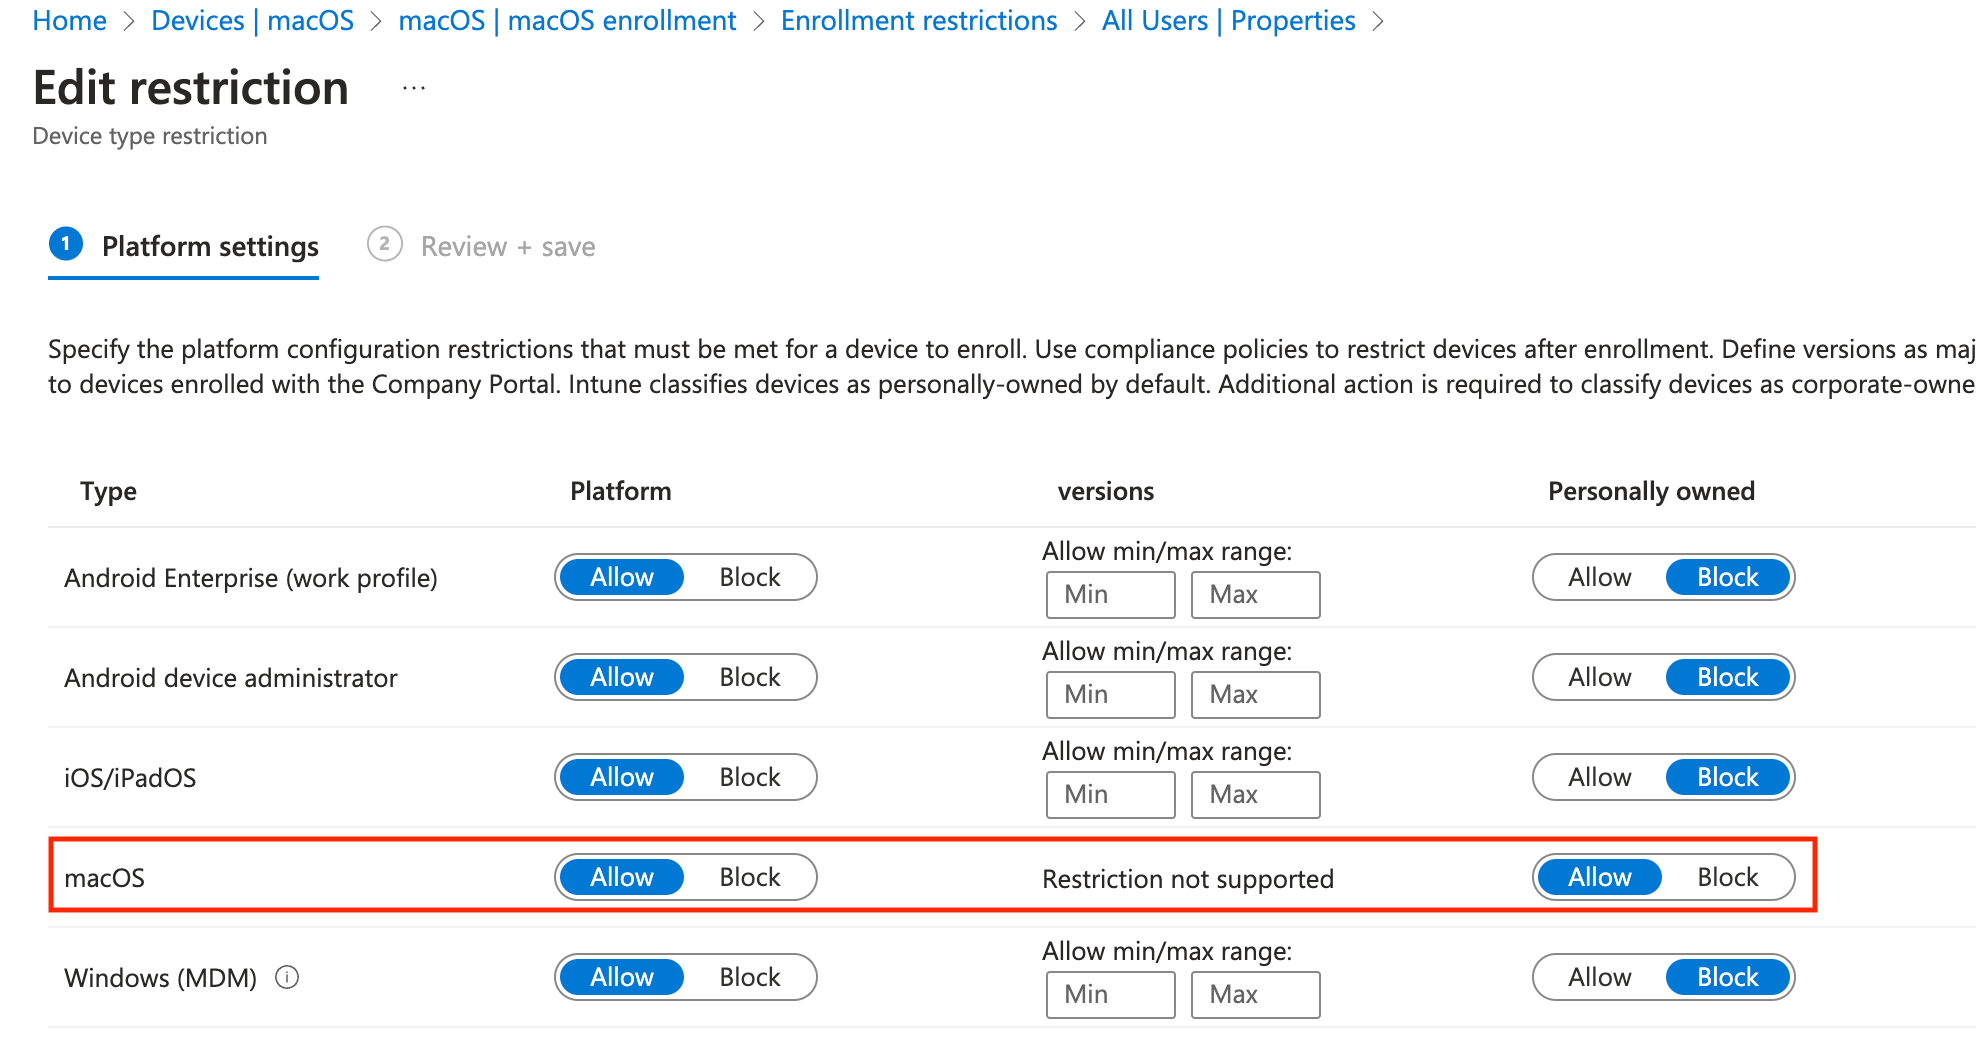 Home > Devices | macOS > macOS | macOS enrollment > Enrollment restrictions > All Users | Properties >
Edit restriction ...
Device type restriction
1 Platform settings 2 Review + save
Specify the platform configuration restrictions that must be met for a device to enroll. Use compliance policies to restrict devices after enrollment. Define versions as maj
to devices enrolled with the Company Portal. Intune classifies devices as personally-owned by default. Additional action is required to classify devices as corporate-owne
Type Platform versions Personally owned
Allow min/max range:
Android Enterprise (work profile) Allow Block Min Max Allow Block
Allow min/max range:
Android device administrator Allow Block Min Max Allow Block
Allow min/max range:
iOS/iPadOS Allow Block Min Max Allow Block
macOS Allow Block Restriction not supported Allow Block
Allow min/max range:
Windows (MDM) i Allow Block Min Max Allow Block